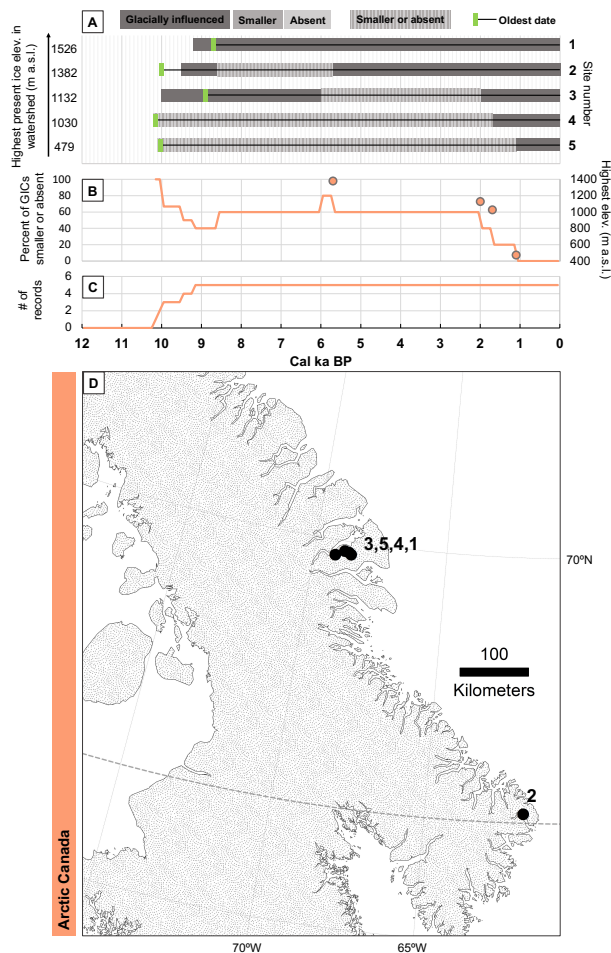 A
Glacially influenced
Smaller
Absent
Smaller or absent
Oldest date
Highest present ice elev. in
watershed (m a.s.l.)
1526
1382
1132
1030
479
1
2
3
4
5
Site number
B
Percent of GICs
smaller or absent
100
80
60
40
20
0
1400
1200
1000
800
600
400
Highest elev. (m a.s.l.)
C
# of
records
6
4
2
0
12 11 10 9 8 7 6 5 4 3 2 1 0
Cal ka BP
D
Arctic Canada
3,5,4,1
70ºN
100
Kilometers
2
70ºW
65ºW